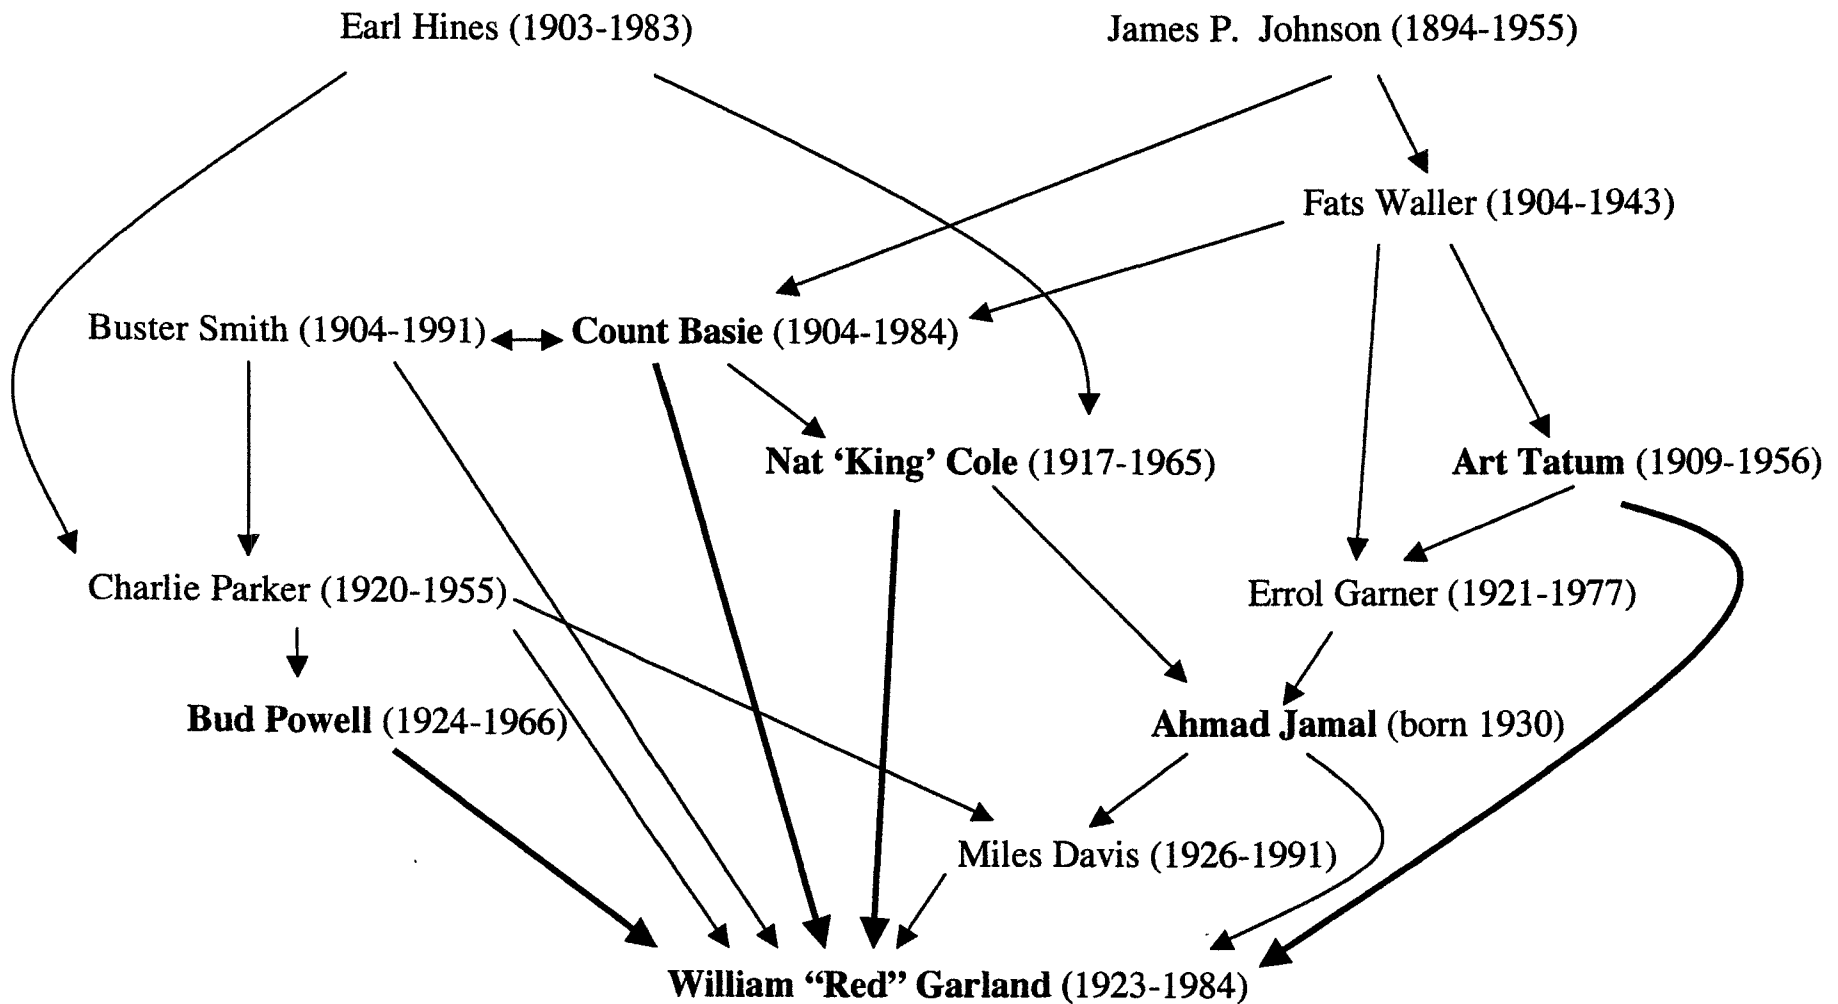 Earl Hines (1903-1983)
James P. Johnson (1894-1955)
Fats Waller (1904-1943)
Buster Smith (1904-1991)
Count Basie (1904-1984)
Nat ‘King’ Cole (1917-1965)
Art Tatum (1909-1956)
Charlie Parker (1920-1955)
Errol Garner (1921-1977)
Bud Powell (1924-1966)
Ahmad Jamal (born 1930)
Miles Davis (1926-1991)
William “Red” Garland (1923-1984)